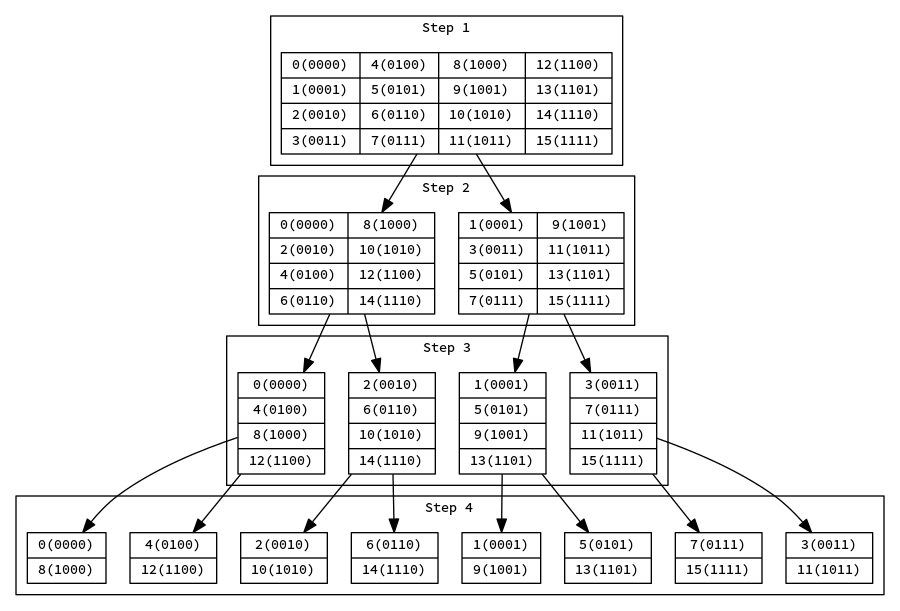 Step 1
0(0000) 4(0100) 8(1000) 12(1100)
1(0001) 5(0101) 9(1001) 13(1101)
2(0010) 6(0110) 10(1010) 14(1110)
3(0011) 7(0111) 11(1011) 15(1111)
Step 2
0(0000) 8(1000) 1(0001) 9(1001)
2(0010) 10(1010) 3(0011) 11(1011)
4(0100) 12(1100) 5(0101) 13(1101)
6(0110) 14(1110) 7(0111) 15(1111)
Step 3
0(0000) 2(0010) 1(0001) 3(0011)
4(0100) 6(0110) 5(0101) 7(0111)
8(1000) 10(1010) 9(1001) 11(1011)
12(1100) 14(1110) 13(1101) 15(1111)
Step 4
0(0000) 4(0100) 2(0010) 6(0110) 1(0001) 5(0101) 7(0111) 3(0011)
8(1000) 12(1100) 10(1010) 14(1110) 9(1001) 13(1101) 15(1111) 11(1011)